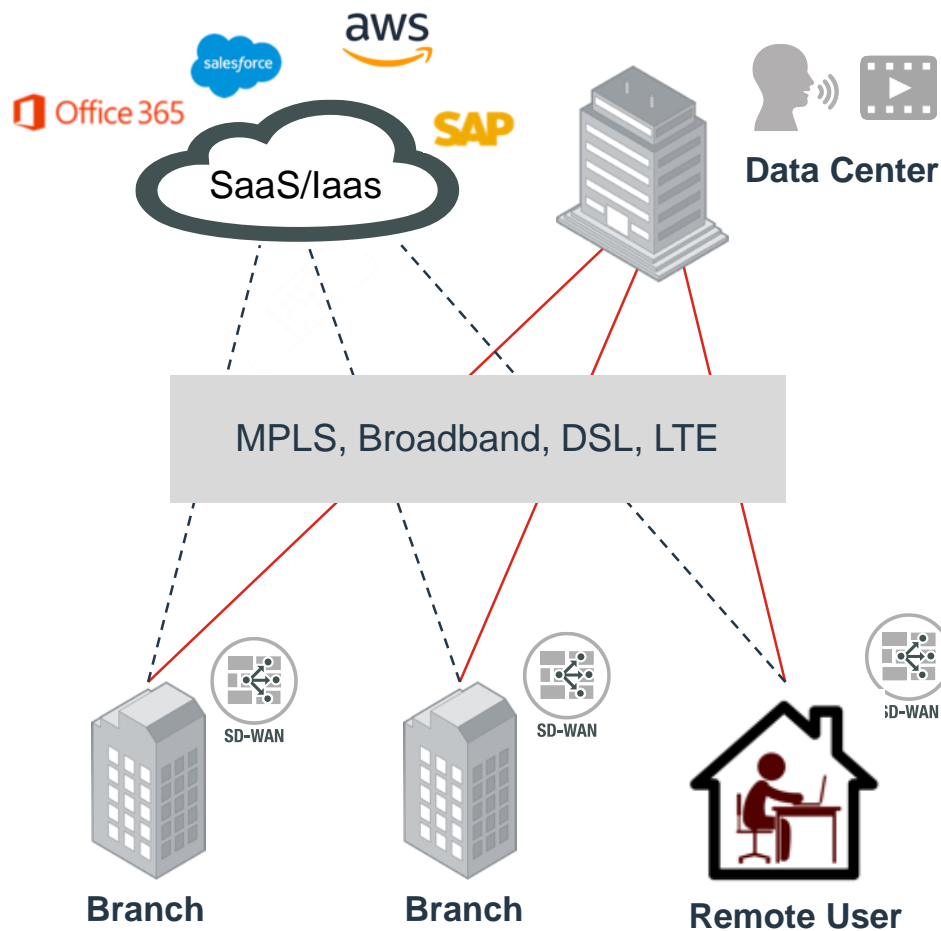 aws
salesforce
Office 365
SAP
SaaS/Iaas
Data Center
MPLS, Broadband, DSL, LTE
SD-WAN
SD-WAN
SD-WAN
Branch
Branch
Remote User